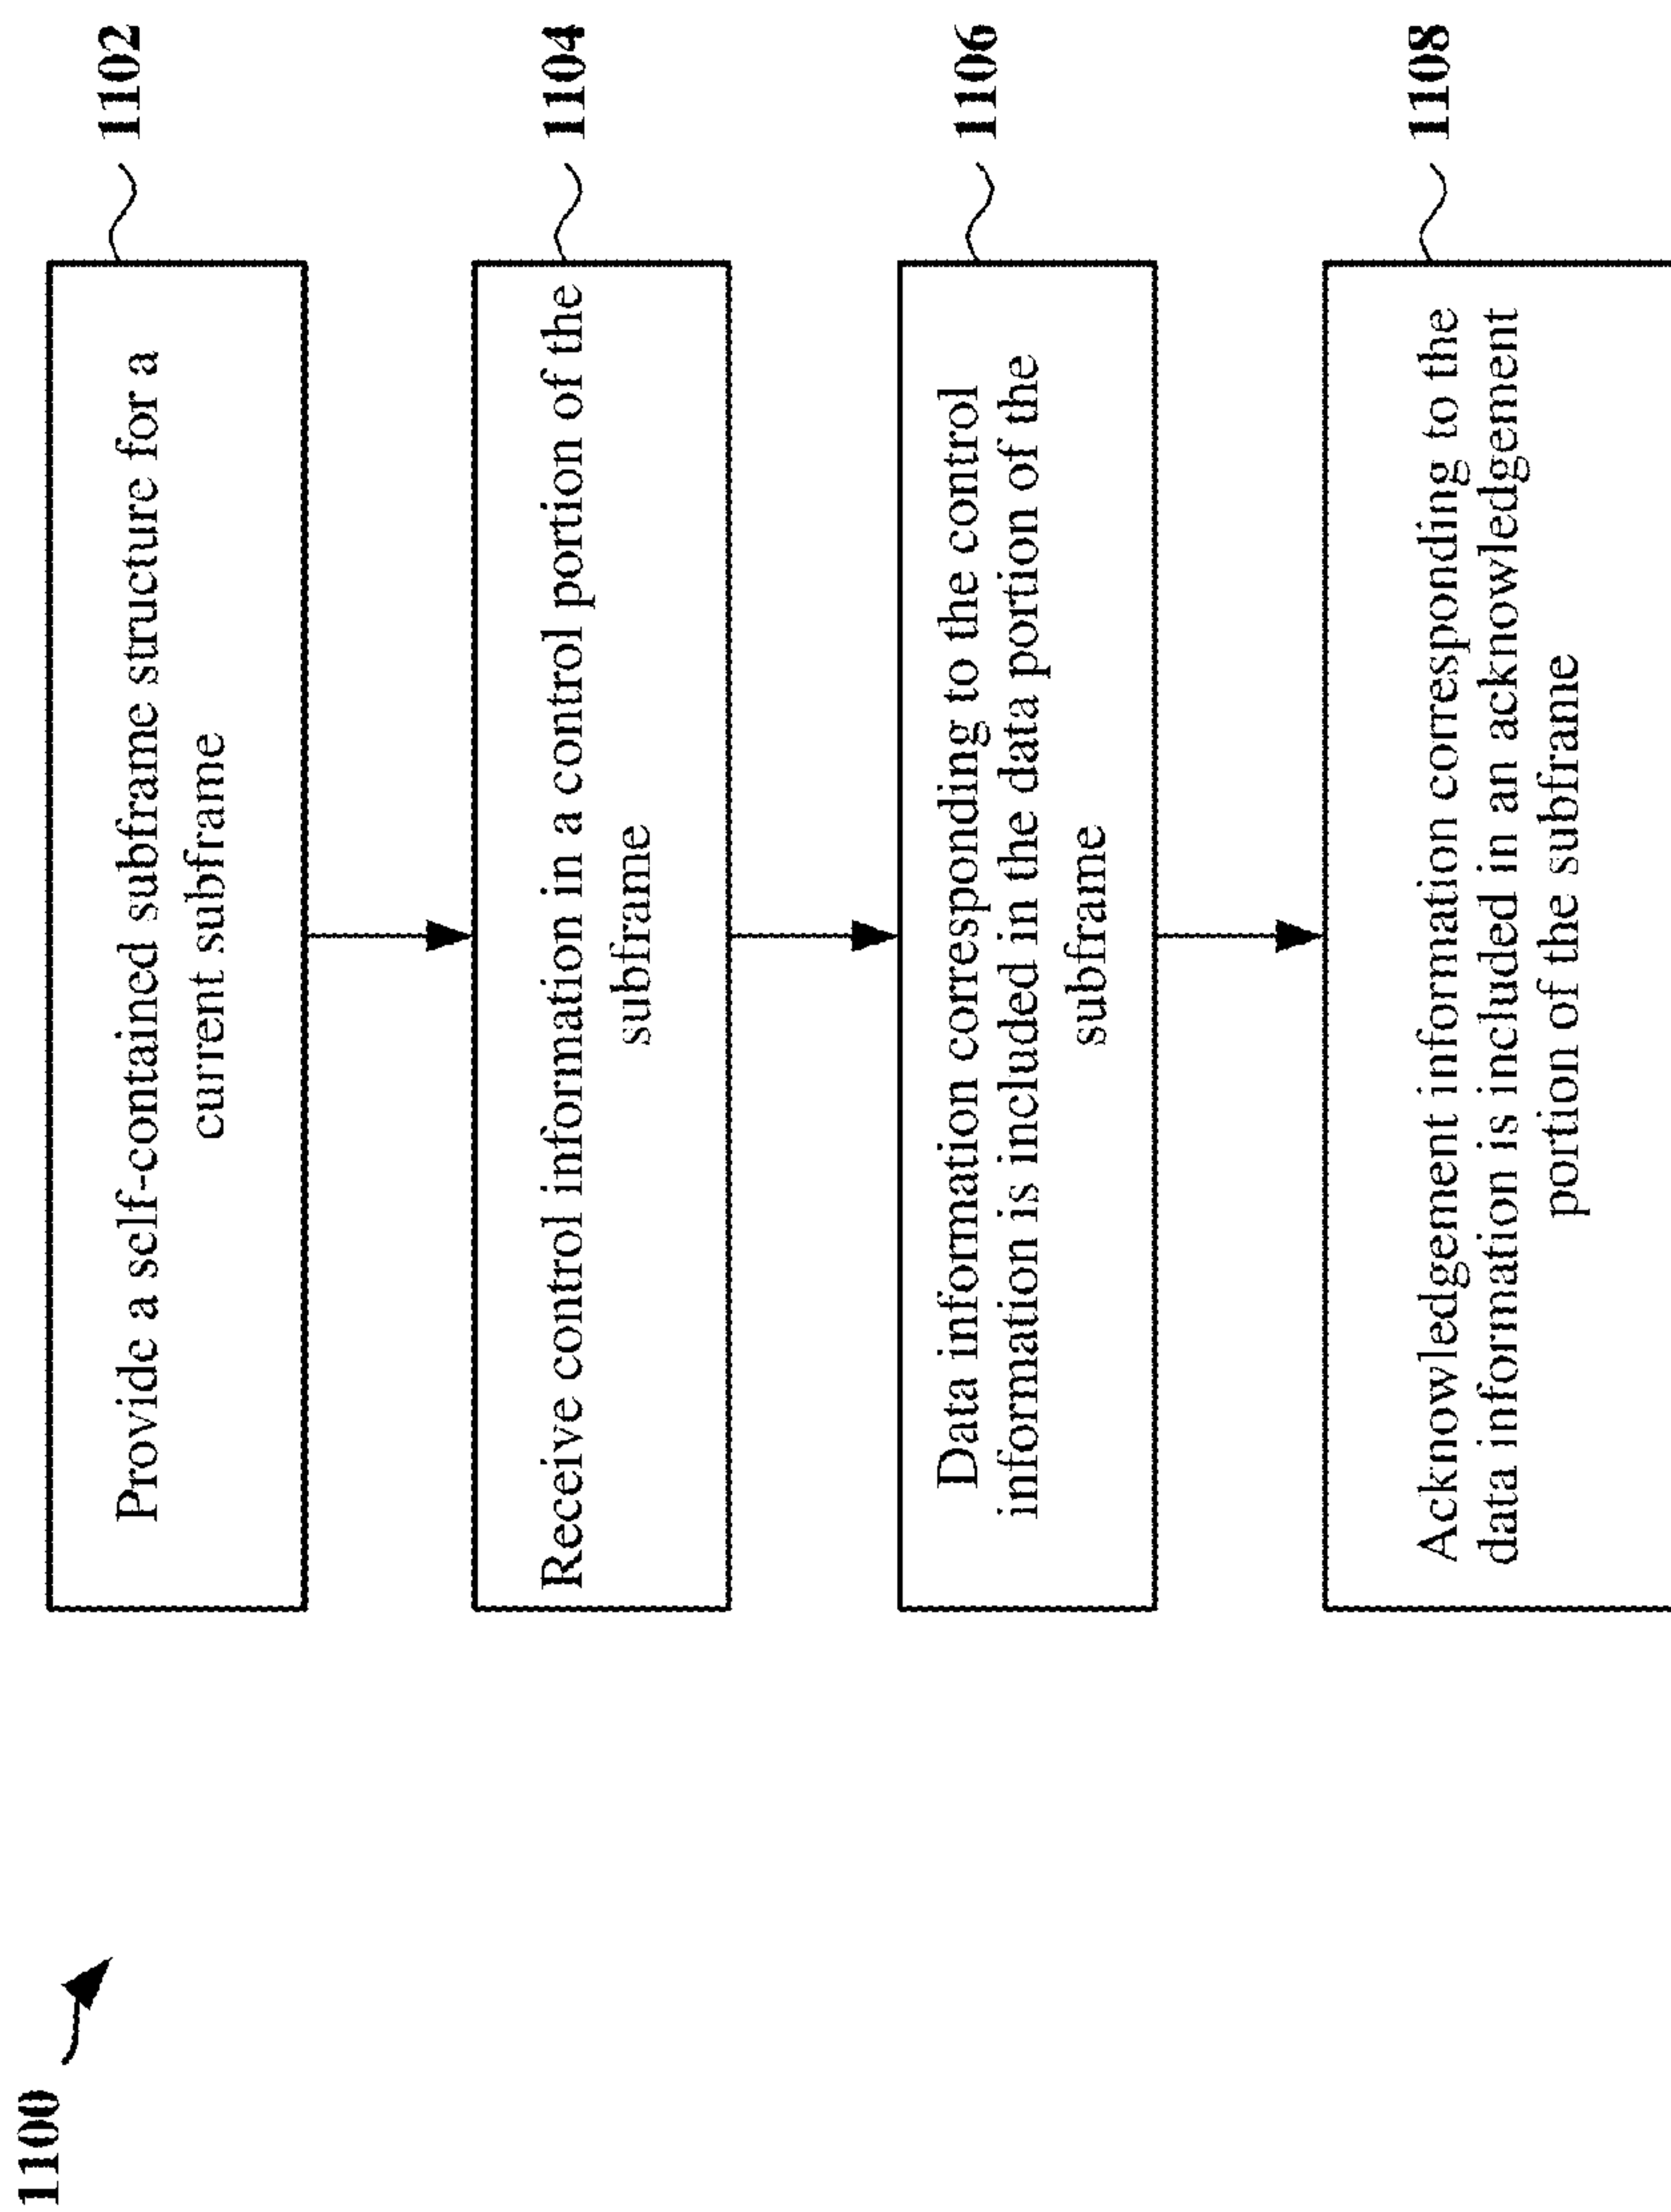 1100
Provide a self-contained subframe structure for a
current subframe
1102
Receive control information in a control portion of the
subframe
1104
Data information corresponding to the control
information is included in the data portion of the
subframe
1106
Acknowledgement information corresponding to the
data information is included in an acknowledgement
portion of the subframe
1108